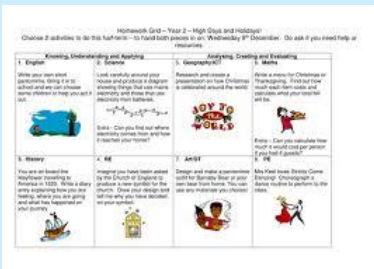 Homework Grid – Year 2 – High Days and Holidays!
Choose 2 activities to do this half-term – to hand both pieces in on: Wednesday 9th December. Do ask if you need help or
resources.
Knowing, Understanding and Applying
Analysing, Creating and Evaluating
1. English
Write your own short
pantomime. Bring it in to
school and we can choose
some children to help you act it
out.
2. Science
Look carefully around your
house and produce a diagram
showing things that use mains
electricity and those that use
electricity from batteries.
Extra – Can you find out where
electricity comes from and how
it reaches your home?
5. Geography/ICT
Research and create a
presentation on how Christmas
is celebrated around the world.
JOY TO
THE
WORLD
6. Maths
Write a menu for Christmas or
Thanksgiving. Find out how
much each item costs and
calculate what your total bill
will be.
Extra – Can you calculate how
much it would cost per person
if you had 6 guests?
3. History
You are on board the
Mayflower travelling to
America in 1620. Write a diary
entry explaining how you are
feeling, where you are going
and what has happened on
your journey.
4. RE
Imagine you have been asked
by the Church of England to
produce a new symbol for the
church. Draw your design and
tell me why you have decided
on your symbol.
7. Art/DT
Design and make a pantomime
outfit for Barnaby Bear or your
own bear from home. You can
use any materials you choose!
8. PE
Mrs Keel loves Strictly Come
Dancing! Choreograph a
dance routine to perform to the
class.